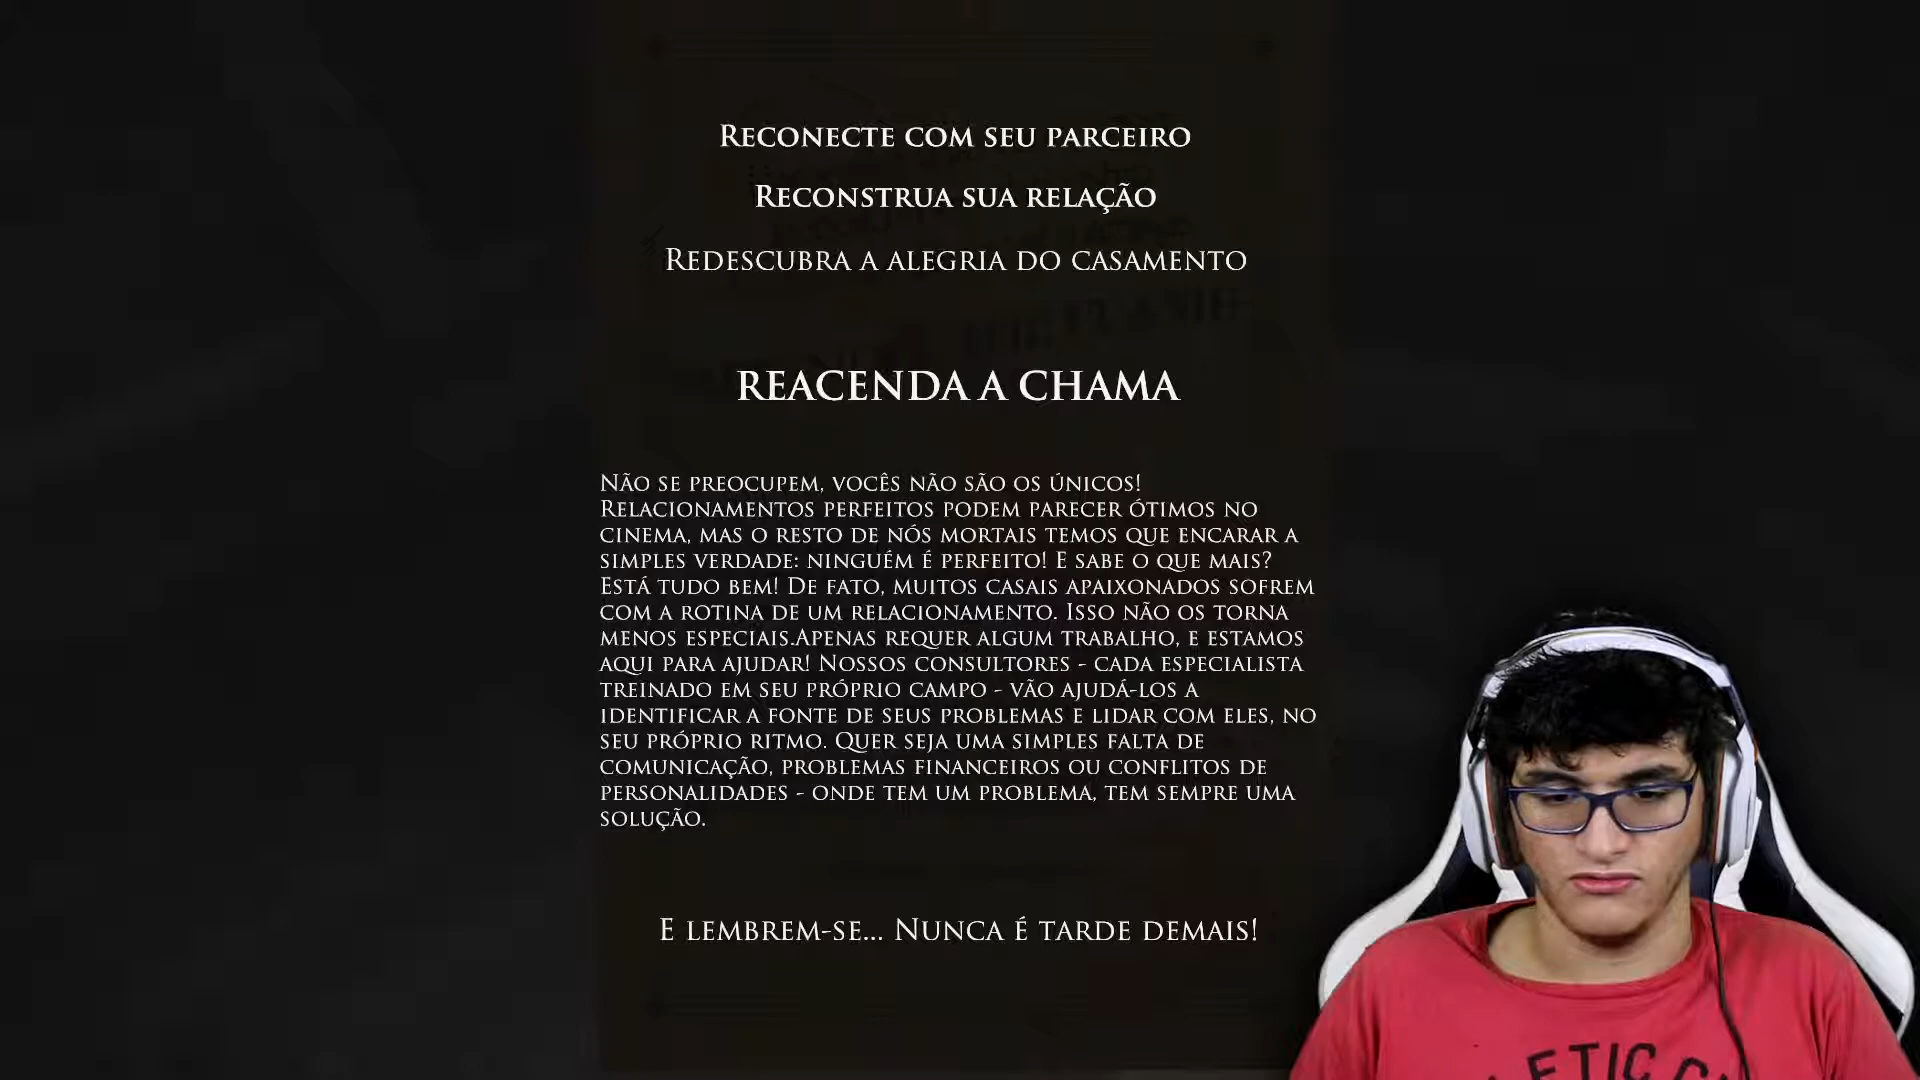 Reconecte com seu parceiro
Reconstrua sua relação
Redescubra a alegria do casamento
REACENDA A CHAMA
Não se preocupem, vocês não são os únicos!
Relacionamentos perfeitos podem parecer ótimos no
cinema, mas o resto de nós mortais temos que encarar a
simples verdade: ninguém é perfeito! E sabe o que mais?
Está tudo bem! De fato, muitos casais apaixonados sofrem
com a rotina de um relacionamento. Isso não os torna
menos especiais.Apenas requer algum trabalho, e estamos
aqui para ajudar! Nossos consultores - cada especialista
treinado em seu próprio campo - vão ajudá-los a
identificar a fonte de seus problemas e lidar com eles, no
seu próprio ritmo. Quer seja uma simples falta de
comunicação, problemas financeiros ou conflitos de
personalidades - onde tem um problema, tem sempre uma
solução.
E lembrem-se... Nunca é tarde demais!